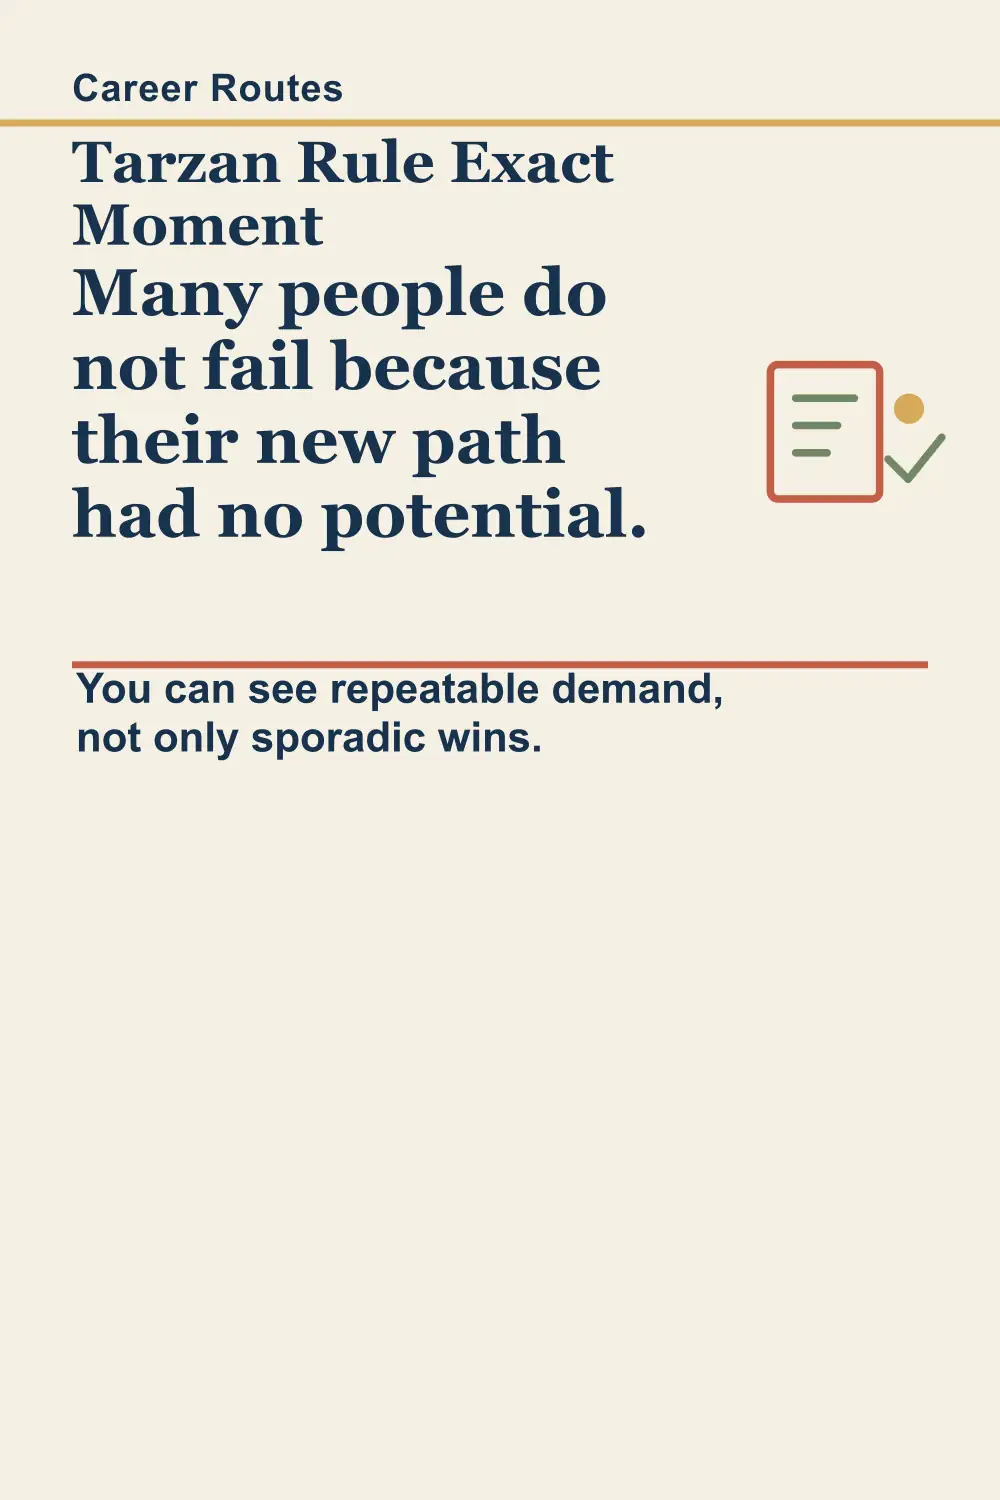 Career Routes
Tarzan Rule Exact
Moment
Many people do
not fail because
their new path
had no potential.
You can see repeatable demand,
not only sporadic wins.